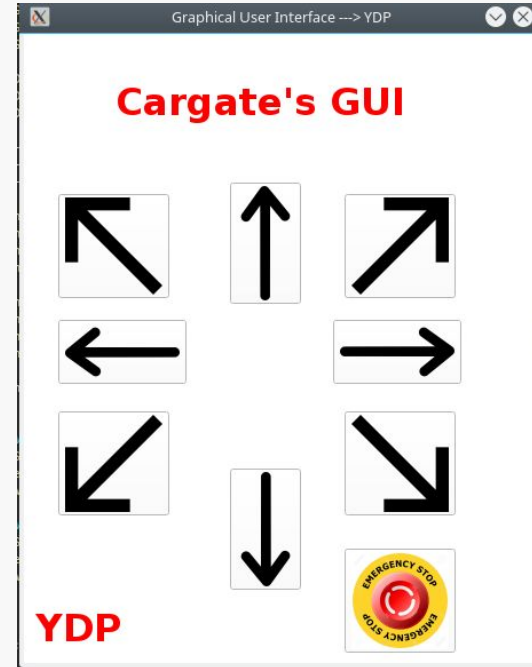 Graphical User Interface ---> YDP
Cargate's GUI
EMERGENCY STOP
EMERGENCY STOP
YDP